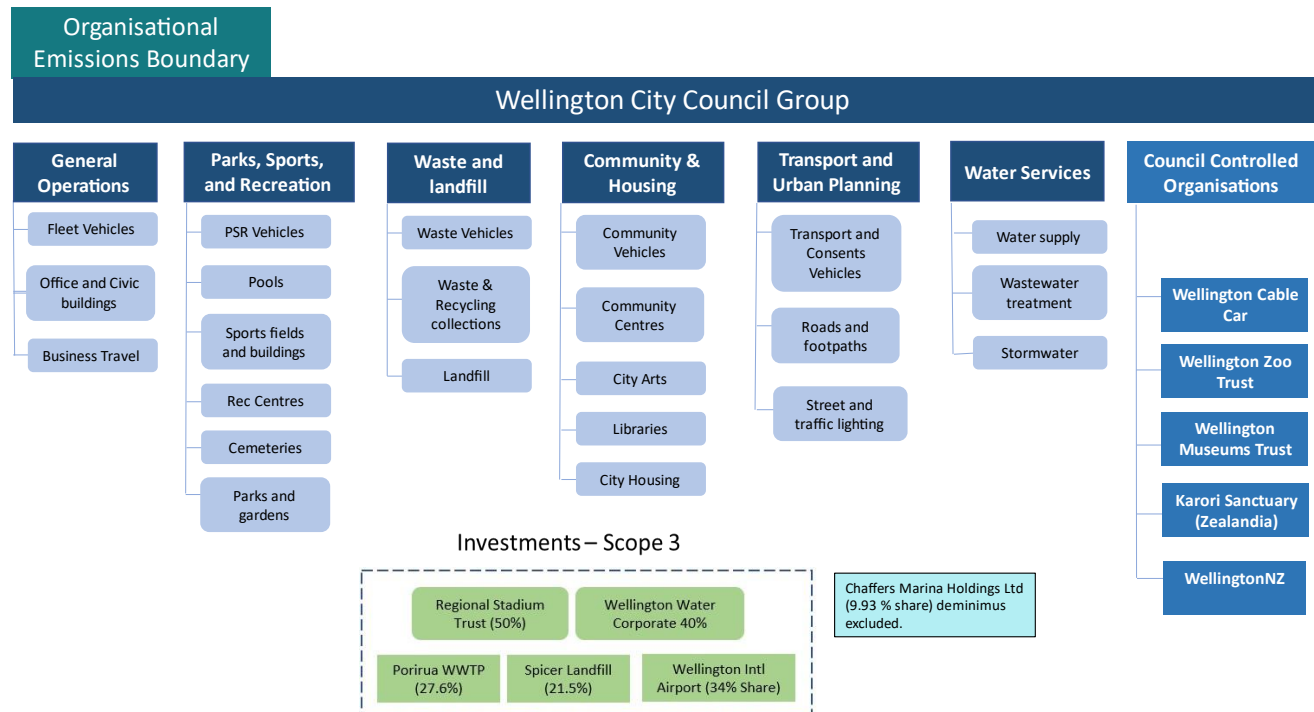 Organisational
Emissions Boundary
Wellington City Council Group
General
Operations
Fleet Vehicles
Office and Civic
buildings
Business Travel
Parks, Sports,
and Recreation
PSR Vehicles
Pools
Sports fields
and buildings
Rec Centres
Cemeteries
Parks and
gardens
Waste and
landfill
Waste Vehicles
Waste &
Recycling
collections
Landfill
Community &
Housing
Community
Vehicles
Community
Centres
City Arts
Libraries
City Housing
Transport and
Urban Planning
Transport and
Consents
Vehicles
Roads and
footpaths
Street and
traffic lighting
Water Services
Water supply
Wastewater
treatment
Stormwater
Council Controlled
Organisations
Wellington Cable
Car
Wellington Zoo
Trust
Wellington
Museums Trust
Karori Sanctuary
(Zealandia)
WellingtonNZ
Investments – Scope 3
Regional Stadium
Trust (50%)
Wellington Water
Corporate 40%
Porirua WWTP
(27.6%)
Spicer Landfill
(21.5%)
Wellington Intl
Airport (34% Share)
Chaffers Marina Holdings Ltd
(9.93 % share) deminimus
excluded.